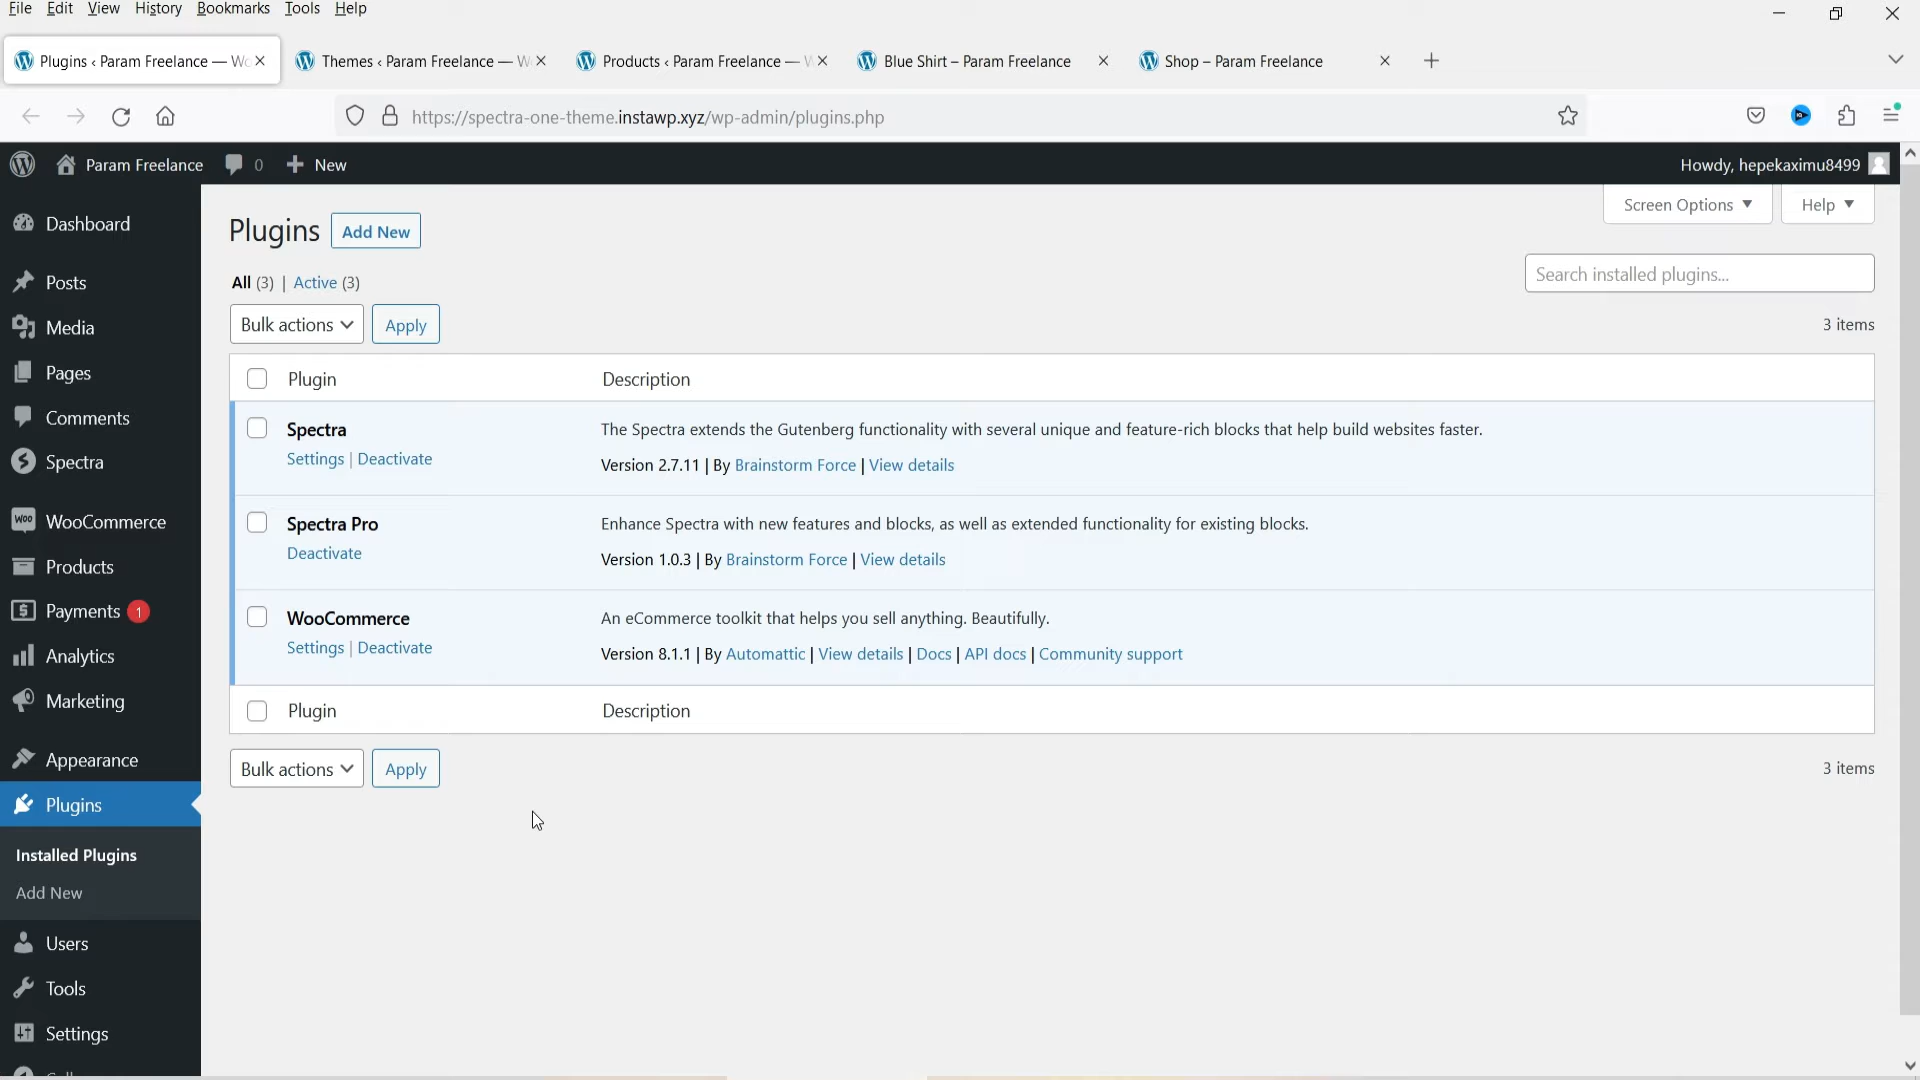 File Edit View History Bookmarks Tools Help
Plugins ‹ Param Freelance — Wo
Themes ‹ Param Freelance — W
Products ‹ Param Freelance — W
Blue Shirt – Param Freelance
Shop – Param Freelance
https://spectra-one-theme.instawp.xyz/wp-admin/plugins.php
Param Freelance 0 New
Howdy, hepekaximu8499
Dashboard
Posts
Media
Pages
Comments
Spectra
WooCommerce
Products
Payments 1
Analytics
Marketing
Appearance
Plugins
Installed Plugins
Add New
Users
Tools
Settings
Screen Options Help
Plugins Add New
All (3) | Active (3)
Search installed plugins...
Bulk actions Apply
3 items
Plugin Description
Spectra
Settings | Deactivate
The Spectra extends the Gutenberg functionality with several unique and feature-rich blocks that help build websites faster.
Version 2.7.11 | By Brainstorm Force | View details
Spectra Pro
Deactivate
Enhance Spectra with new features and blocks, as well as extended functionality for existing blocks.
Version 1.0.3 | By Brainstorm Force | View details
WooCommerce
Settings | Deactivate
An eCommerce toolkit that helps you sell anything. Beautifully.
Version 8.1.1 | By Automattic | View details | Docs | API docs | Community support
Plugin Description
Bulk actions Apply
3 items